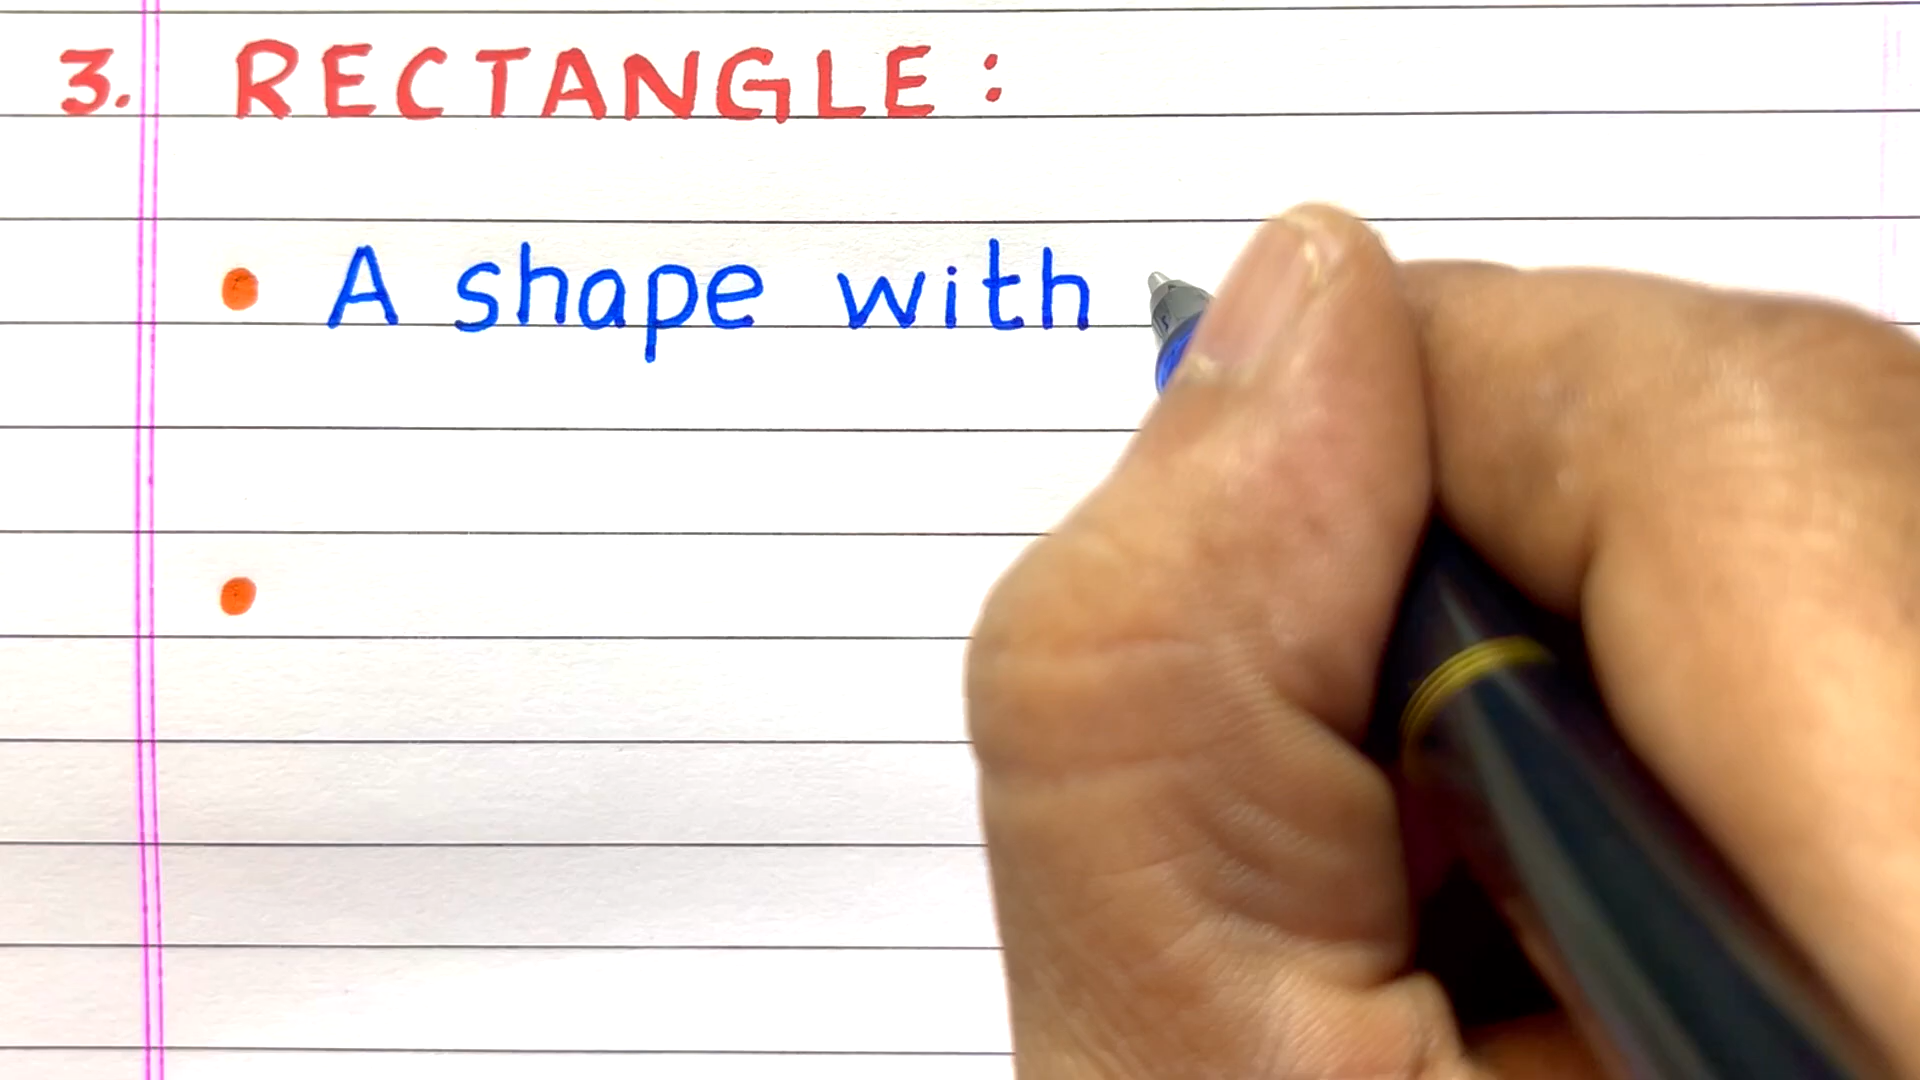 3. RECTANGLE :
• A shape with
•